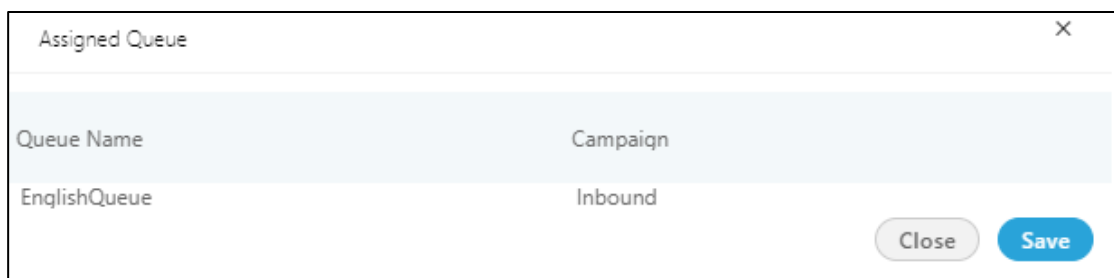 Assigned Queue ×
Queue Name Campaign
EnglishQueue Inbound
Close Save